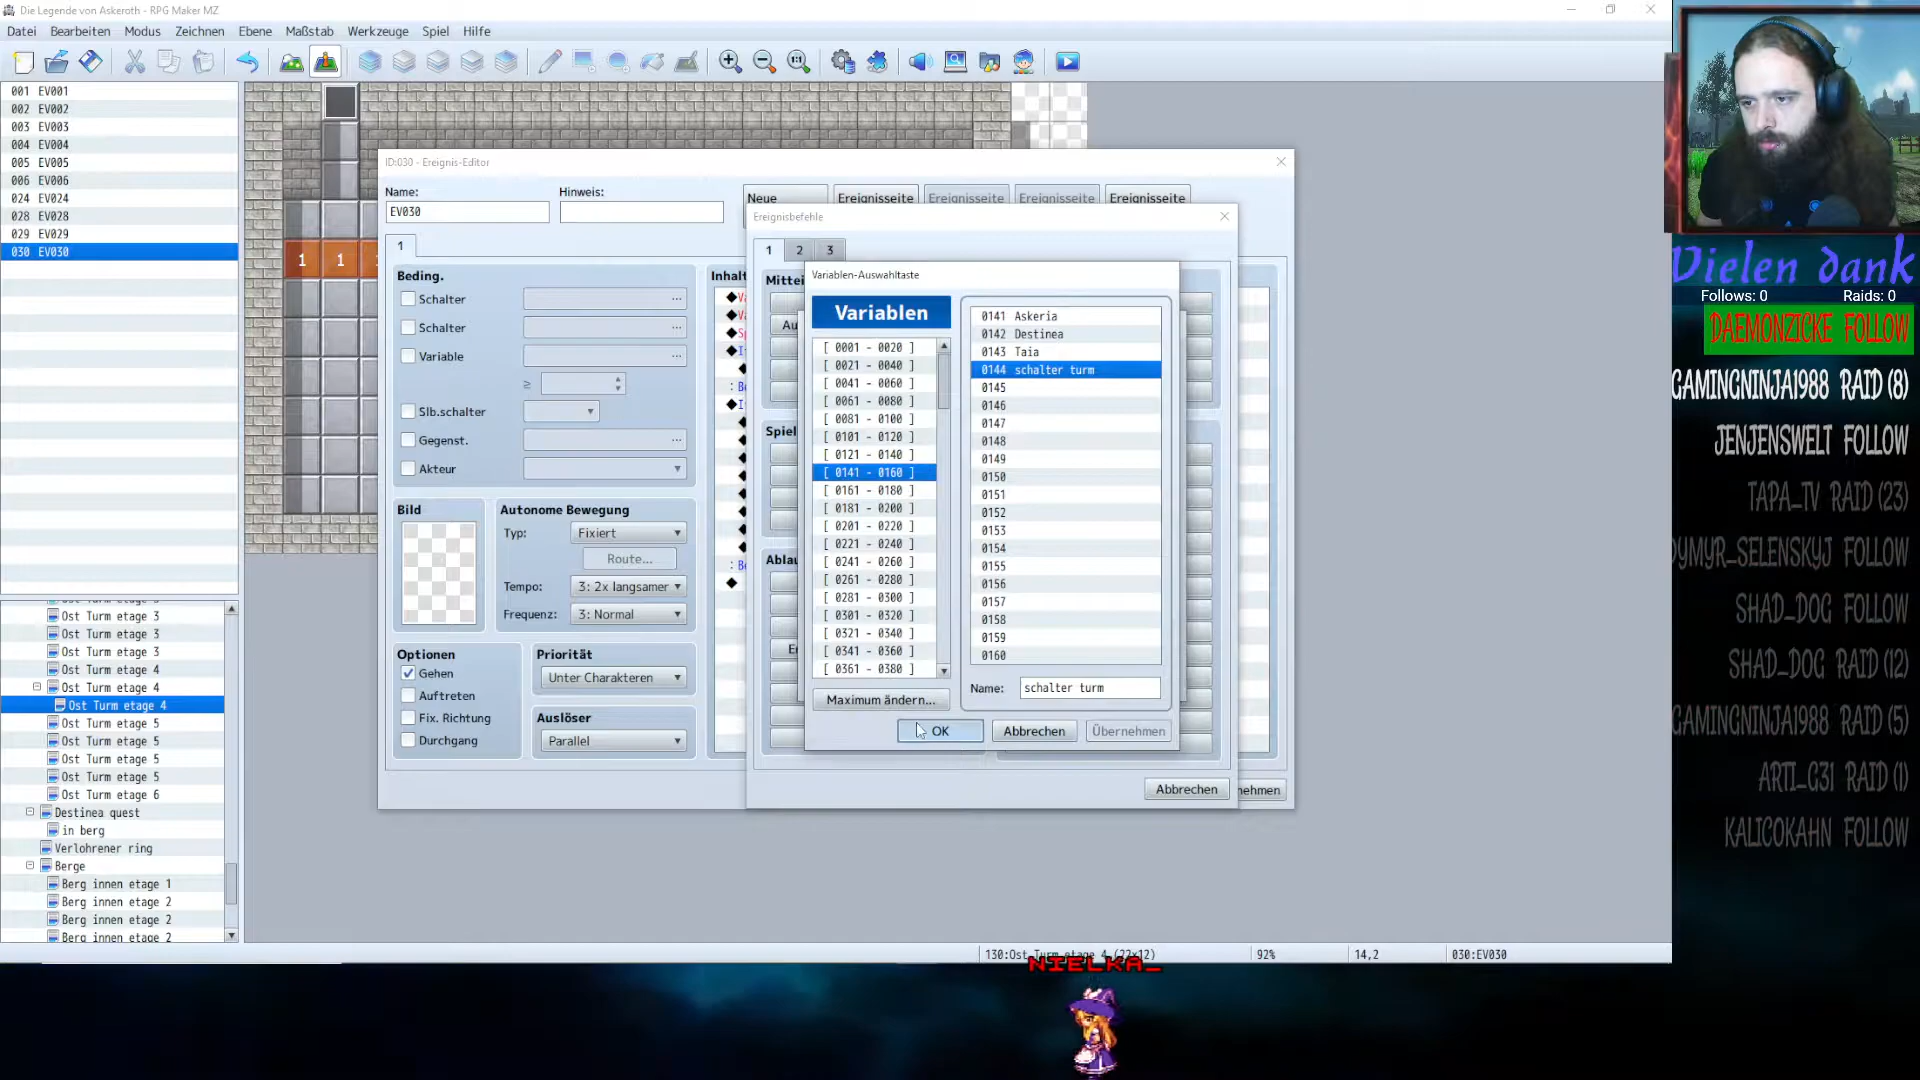 Die Legende von Askeroth - RPG Maker MZ
Datei Bearbeiten Modus Zeichnen Ebene Maßstab Werkzeuge Spiel Hilfe
001 EV001
002 EV002
003 EV003
004 EV004
005 EV005
006 EV006
024 EV024
028 EV028
029 EV029
030 EV030
1 1 1
Ost Turm etage 3
Ost Turm etage 3
Ost Turm etage 3
Ost Turm etage 4
Ost Turm etage 4
Ost Turm etage 4
Ost Turm etage 5
Ost Turm etage 5
Ost Turm etage 5
Ost Turm etage 5
Ost Turm etage 6
Destinea quest
in berg
Verlohrener ring
Berge
Berg innen etage 1
Berg innen etage 2
Berg innen etage 2
Berg innen etage 2
ID:030 - Ereignis-Editor
Name:
EV030
Hinweis:
Neue Ereignisseite Ereignisseite Ereignisseite Ereignisseite
1
Beding.
Schalter ...
Schalter ...
Variable ...
≥
Slb.schalter
Gegenst. ...
Akteur
Bild
Autonome Bewegung
Typ: Fixiert
Route...
Tempo: 3: 2x langsamer
Frequenz: 3: Normal
Optionen
Gehen
Auftreten
Fix. Richtung
Durchgang
Priorität
Unter Charakteren
Auslöser
Parallel
Inhalt
Ereignisbefehle
1 2 3
Spiel
Abbrechen
Variablen-Auswahltaste
Variablen
[ 0001 - 0020 ]
[ 0021 - 0040 ]
[ 0041 - 0060 ]
[ 0061 - 0080 ]
[ 0081 - 0100 ]
[ 0101 - 0120 ]
[ 0121 - 0140 ]
[ 0141 - 0160 ]
[ 0161 - 0180 ]
[ 0181 - 0200 ]
[ 0201 - 0220 ]
[ 0221 - 0240 ]
[ 0241 - 0260 ]
[ 0261 - 0280 ]
[ 0281 - 0300 ]
[ 0301 - 0320 ]
[ 0321 - 0340 ]
[ 0341 - 0360 ]
[ 0361 - 0380 ]
Maximum ändern...
0141 Askeria
0142 Destinea
0143 Taia
0144 schalter turm
0145
0146
0147
0148
0149
0150
0151
0152
0153
0154
0155
0156
0157
0158
0159
0160
Name: schalter turm
OK Abbrechen Übernehmen
130:Ost Turm etage 4 (22x12) 92% 14,2 030:EV030
NIELKA_
Vielen dank
Follows: 0 Raids: 0
DAEMONZICKE FOLLOW
GAMINGNINJA1988 RAID (8)
JENJENSWELT FOLLOW
TAPA_TV RAID (23)
DYMYR_SELENSKYJ FOLLOW
SHAD_DOG FOLLOW
SHAD_DOG RAID (12)
GAMINGNINJA1988 RAID (5)
ARTI_G31 RAID (1)
KALICOKAHN FOLLOW